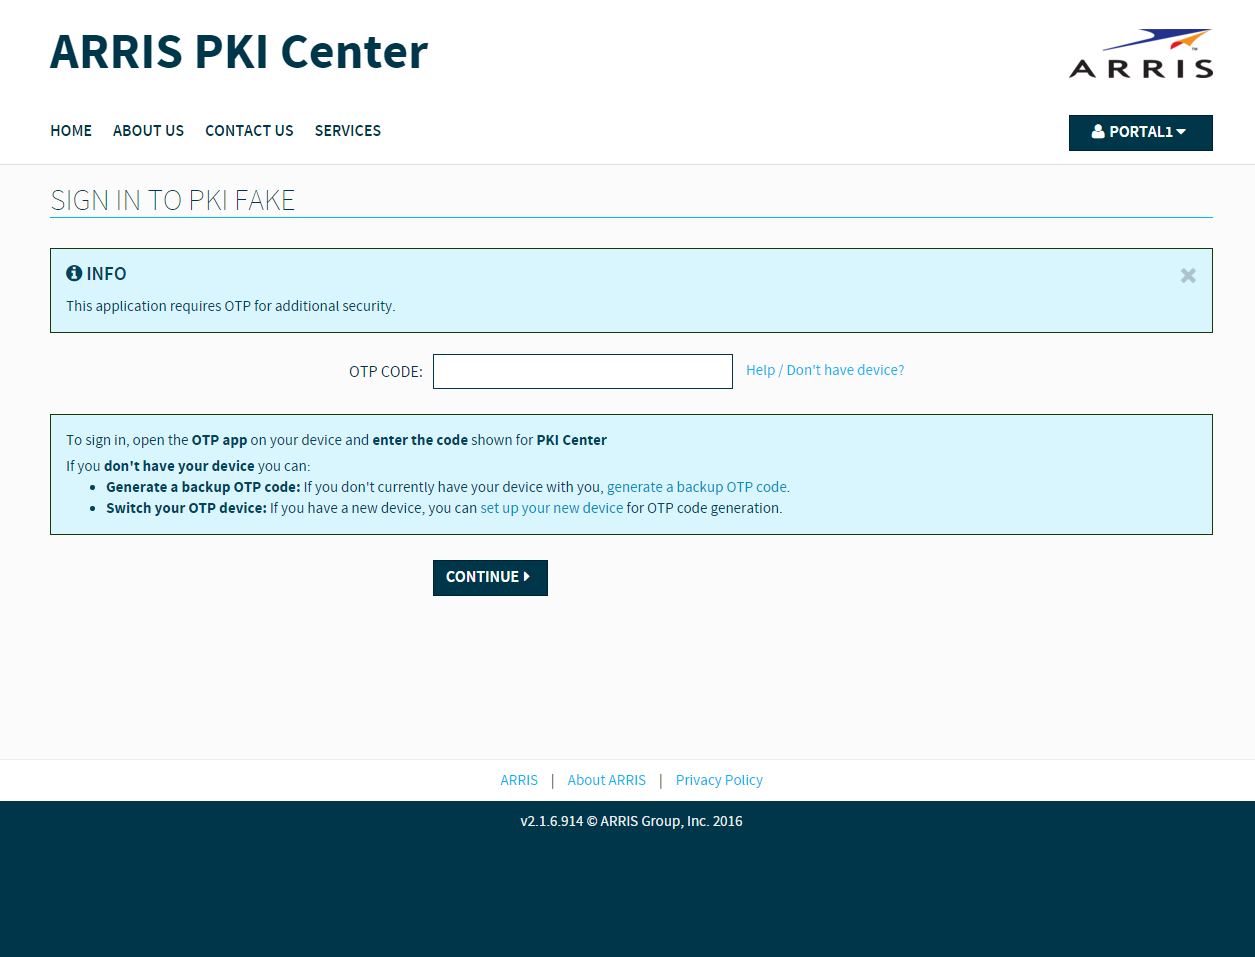 ARRIS PKI Center
ARRIS
HOME ABOUT US CONTACT US SERVICES
PORTAL1
SIGN IN TO PKI FAKE
INFO
This application requires OTP for additional security.
OTP CODE: Help / Don't have device?
To sign in, open the OTP app on your device and enter the code shown for PKI Center
If you don't have your device you can:
• Generate a backup OTP code: If you don't currently have your device with you, generate a backup OTP code.
• Switch your OTP device: If you have a new device, you can set up your new device for OTP code generation.
CONTINUE
ARRIS | About ARRIS | Privacy Policy
v2.1.6.914 © ARRIS Group, Inc. 2016